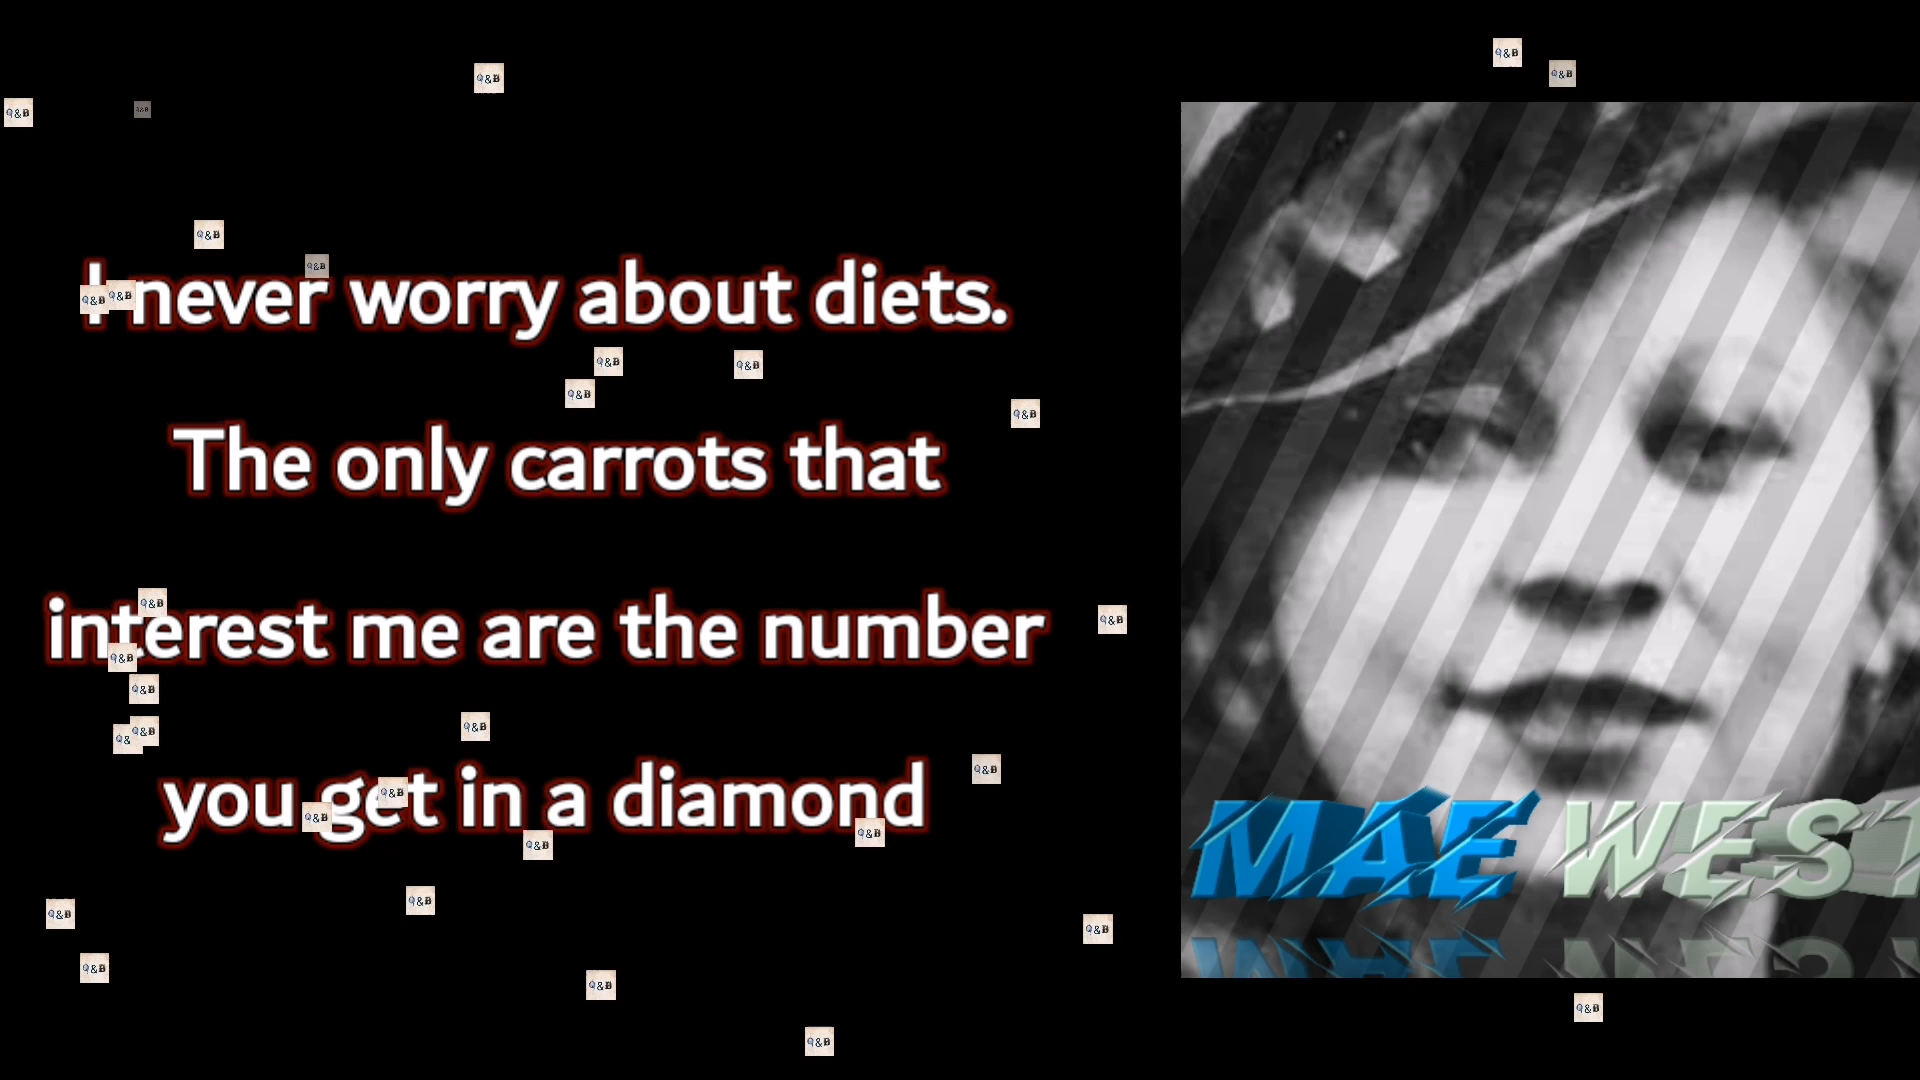 I never worry about diets.
The only carrots that
interest me are the number
you get in a diamond
MAE WEST
Q&B